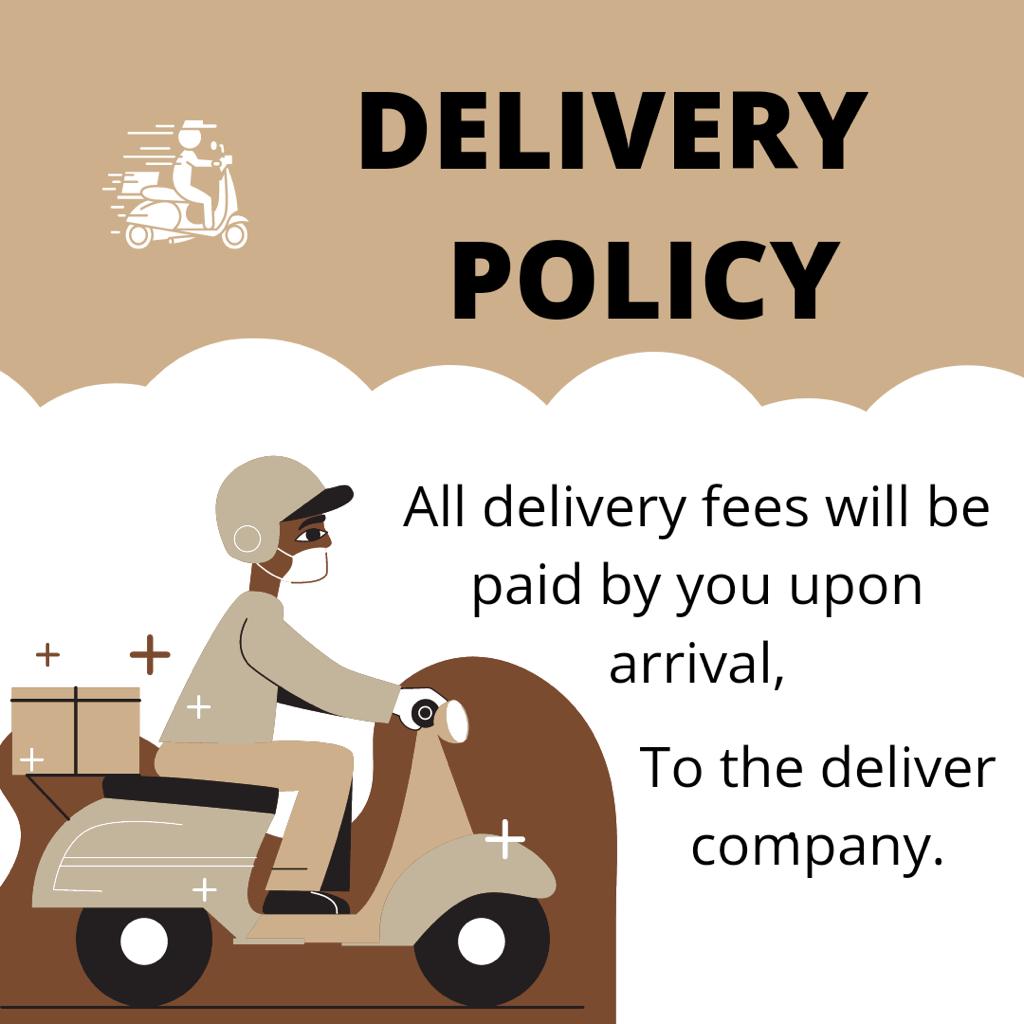 DELIVERY
POLICY
All delivery fees will be
paid by you upon
arrival,
To the deliver
company.